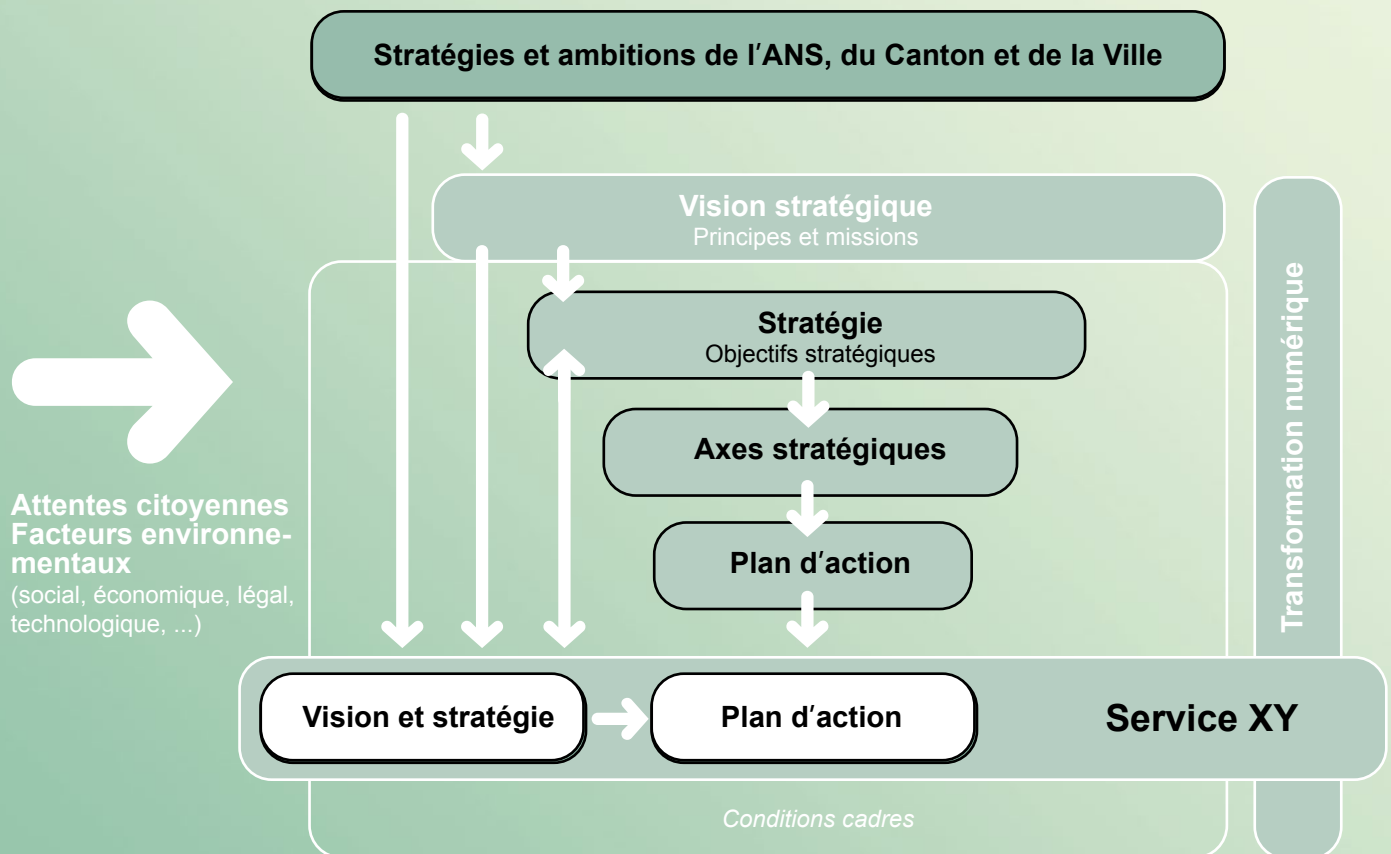 Stratégies et ambitions de l'ANS, du Canton et de la Ville
Vision stratégique
Principes et missions
Stratégie
Objectifs stratégiques
Axes stratégiques
Plan d'action
Attentes citoyennes
Facteurs environne-
mentaux
(social, économique, légal,
technologique, ...)
Transformation numérique
Vision et stratégie
Plan d'action
Service XY
Conditions cadres